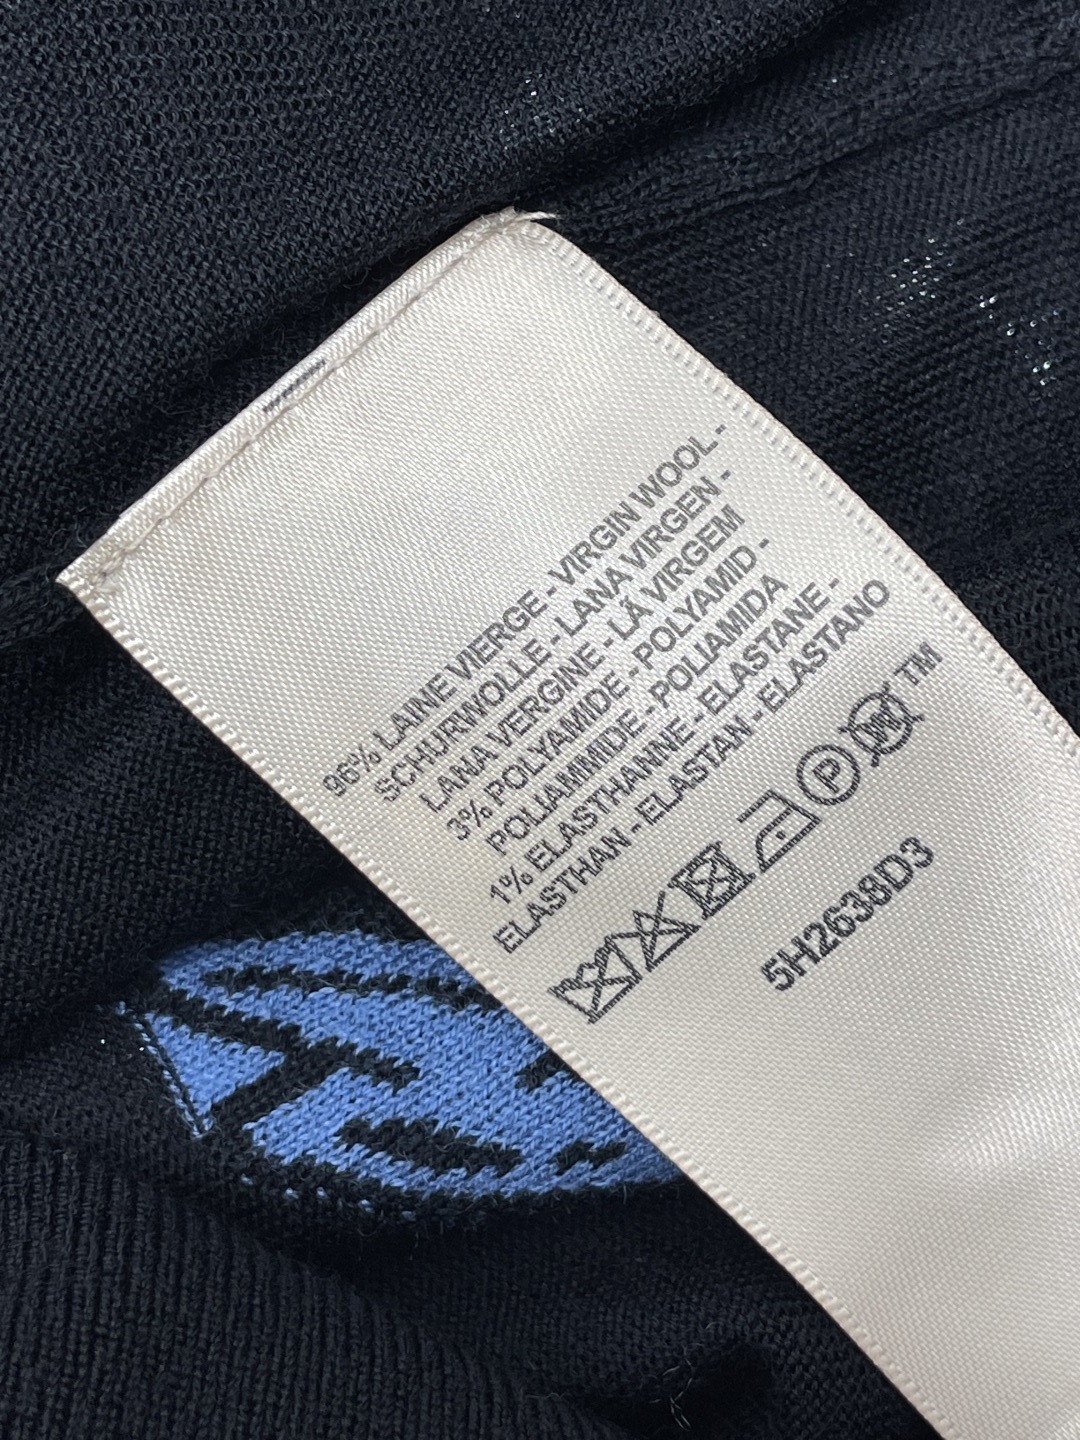 96% LAINE VIERGE - VIRGIN WOOL -
SCHURWOLLE - LANA VIRGEN -
LANA VERGINE - LÃ VIRGEM
3% POLYAMIDE - POLYAMID -
POLIAMMIDE - POLIAMIDA
1% ELASTHANNE - ELASTANE -
ELASTHAN - ELASTAN - ELASTANO
P W TM
5H2638D3